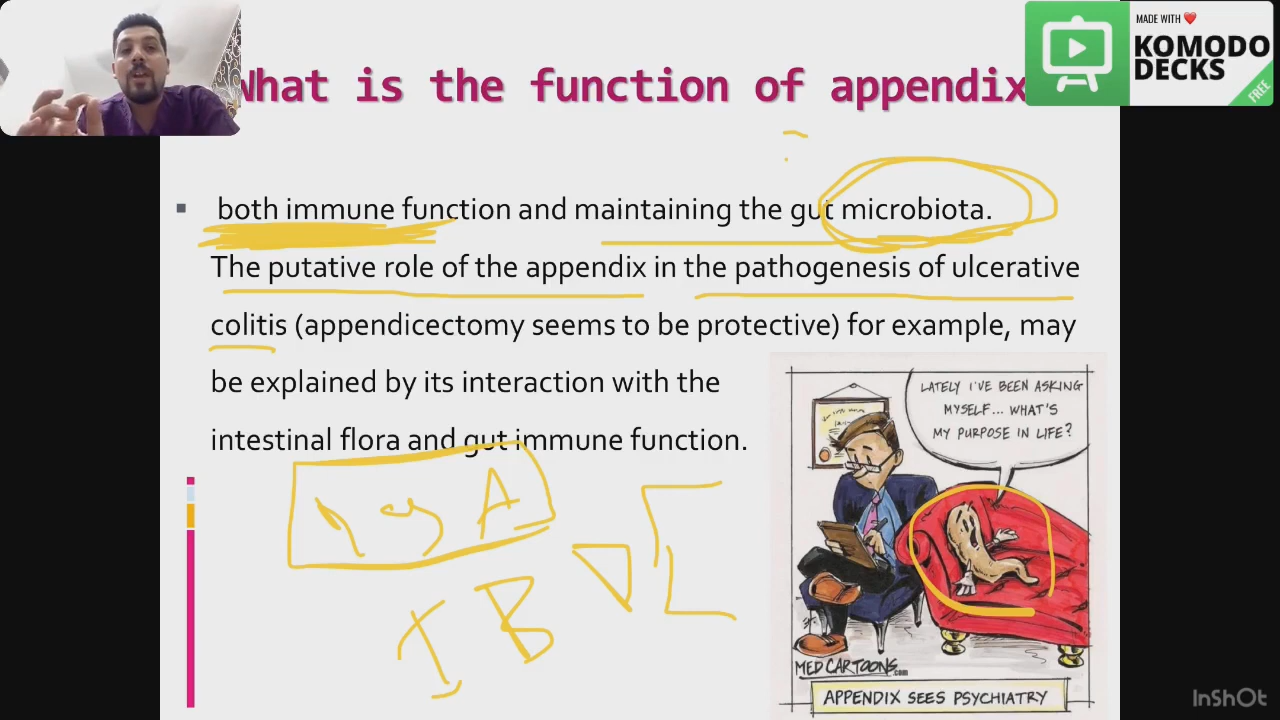 MADE WITH ❤️
KOMODO
DECKS
FREE
What is the function of appendix
▪ both immune function and maintaining the gut microbiota.
The putative role of the appendix in the pathogenesis of ulcerative
colitis (appendicectomy seems to be protective) for example, may
be explained by its interaction with the
intestinal flora and gut immune function.
LATELY I'VE BEEN ASKING
MYSELF... WHAT'S
MY PURPOSE IN LIFE?
Ig A
T B
MEDCARTOONS.com
APPENDIX SEES PSYCHIATRY
InShOt